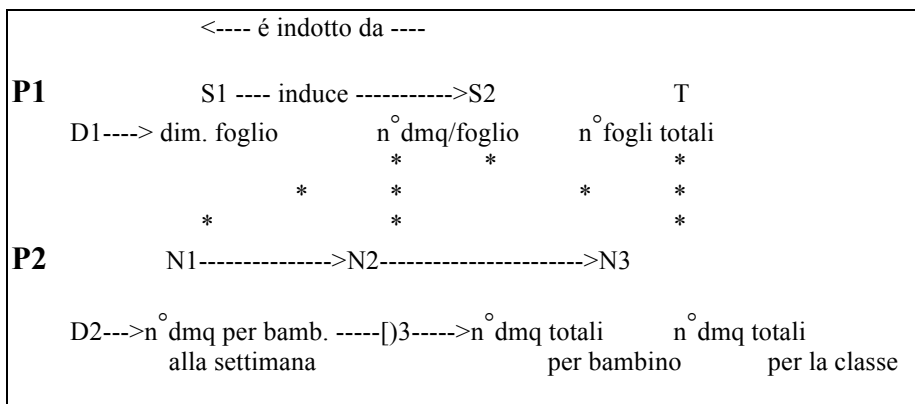 <---- é indotto da ----
P1 S1 ---- induce ----------->S2 T
D1----> dim. foglio n°dmq/foglio n°fogli totali
* * *
* * * *
* * *
P2 N1--------------->N2----------------------->N3
D2--->n°dmq per bamb. -----[)3----->n°dmq totali n°dmq totali
alla settimana per bambino per la classe